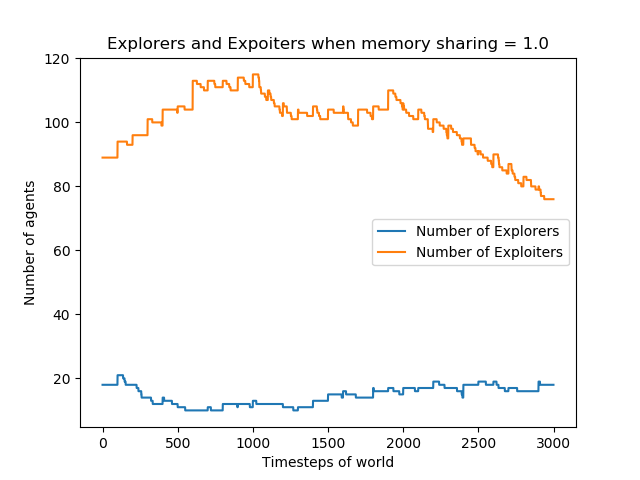 Explorers and Expoiters when memory sharing = 1.0
120
100
80
60
40
20
Number of agents
Number of Explorers
Number of Exploiters
0 500 1000 1500 2000 2500 3000
Timesteps of world